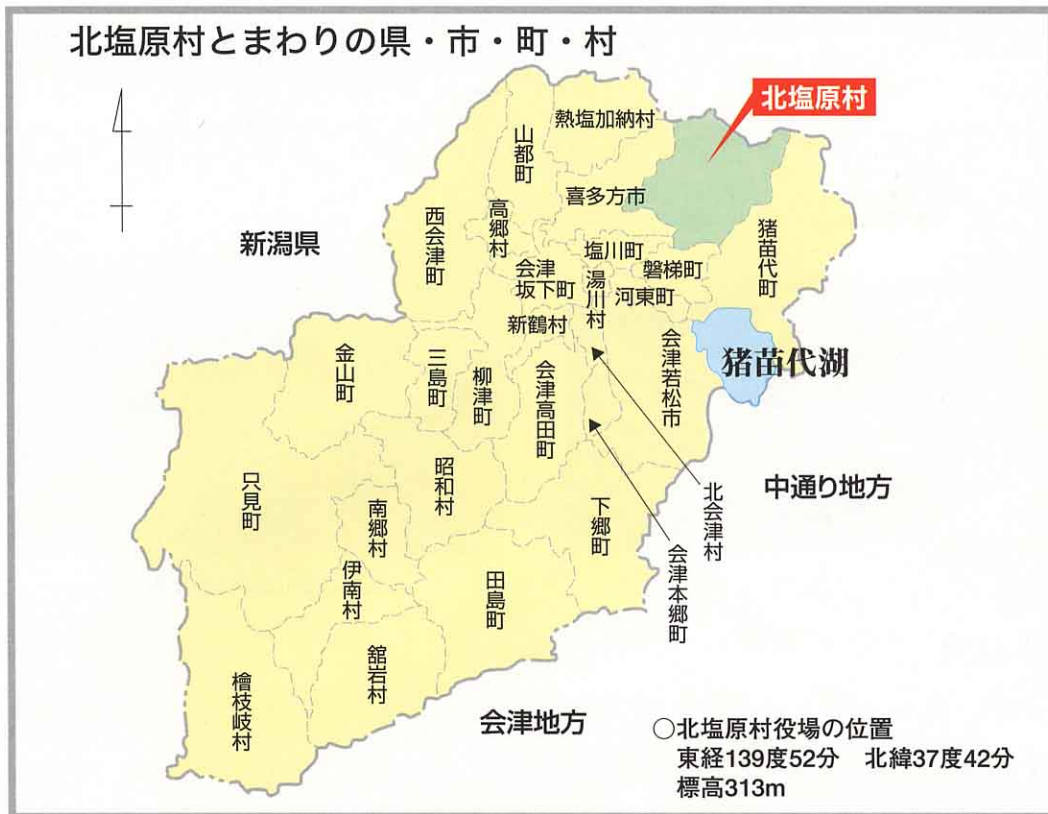 北塩原村とまわりの県・市・町・村
北塩原村
熱塩加納村
山都町
喜多方市
高郷村
西会津町
新潟県
猪苗代町
塩川町
磐梯町
会津
坂下町
湯川村
河東町
新鶴村
猪苗代湖
金山町
三島町
柳津町
会津高田町
会津若松市
昭和村
只見町
南郷村
下郷町
北会津村
中通り地方
会津本郷町
伊南村
田島町
舘岩村
檜枝岐村
会津地方
○北塩原村役場の位置
東経139度52分　北緯37度42分
標高313m